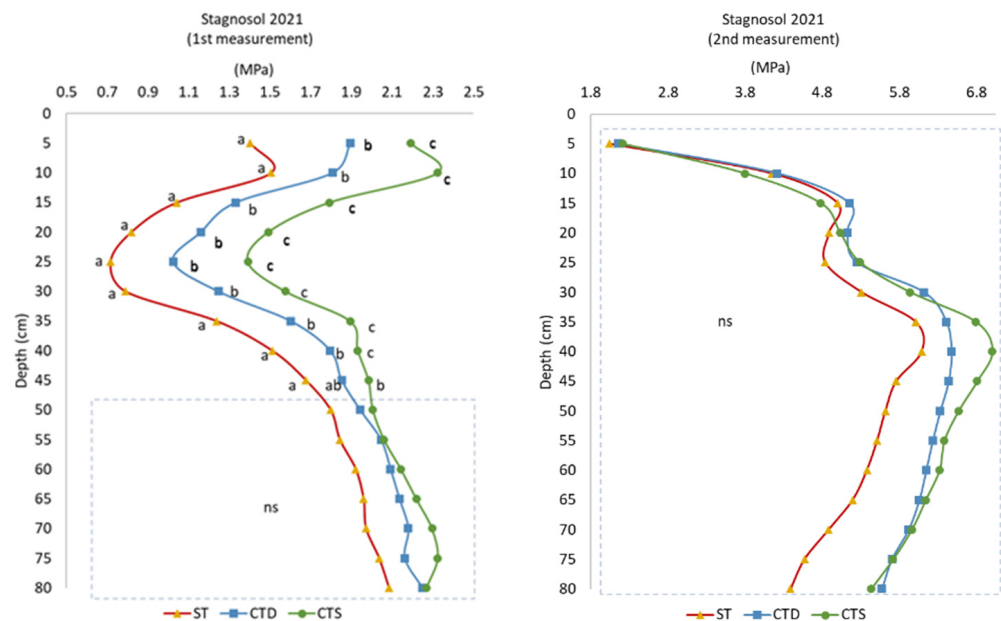 Stagnosol 2021
(1st measurement)
(MPa)
0.5 0.7 0.9 1.1 1.3 1.5 1.7 1.9 2.1 2.3 2.5
0
5 a b c
10 a b c
15 a b c
20 b c
25 a b c
30 a b c
35 a b c
40 a b c
45 a ab b
50
55
60
65
70
75
80
ns
Depth (cm)
ST CTD CTS
Stagnosol 2021
(2nd measurement)
(MPa)
1.8 2.8 3.8 4.8 5.8 6.8
0
5
10
15
20
25
30
35
40
45
50
55
60
65
70
75
80
ns
Depth (cm)
ST CTD CTS